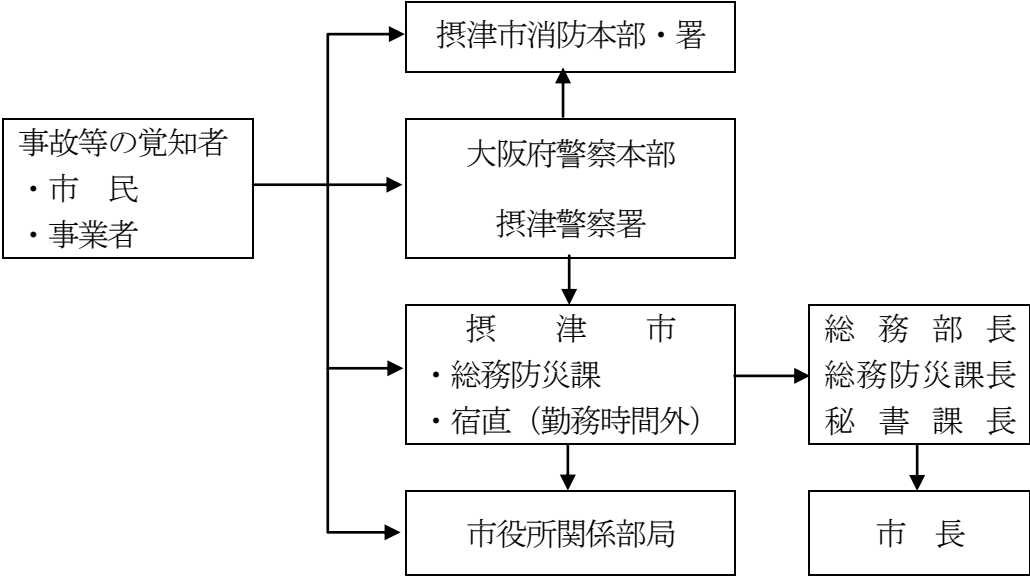 摂津市消防本部・署
事故等の覚知者
・市　民
・事業者
大阪府警察本部
摂津警察署
摂　津　市
・総務防災課
・宿直（勤務時間外）
総務部長
総務防災課長
秘書課長
市役所関係部局
市　長